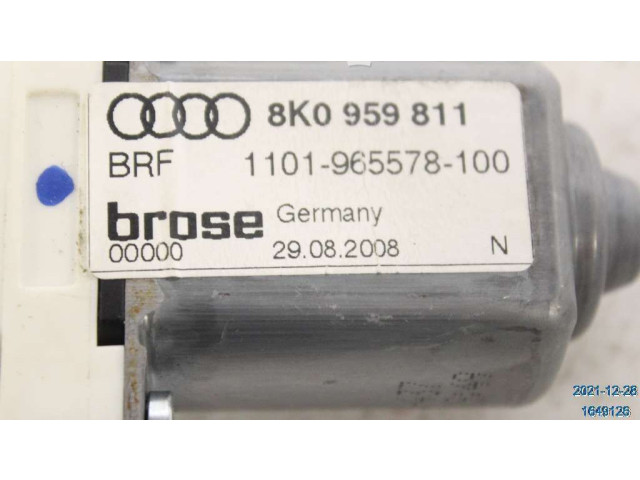 8K0 959 811
BRF 1101-965578-100
brose Germany
00000 29.08.2008 N
2021-12-28
1649126